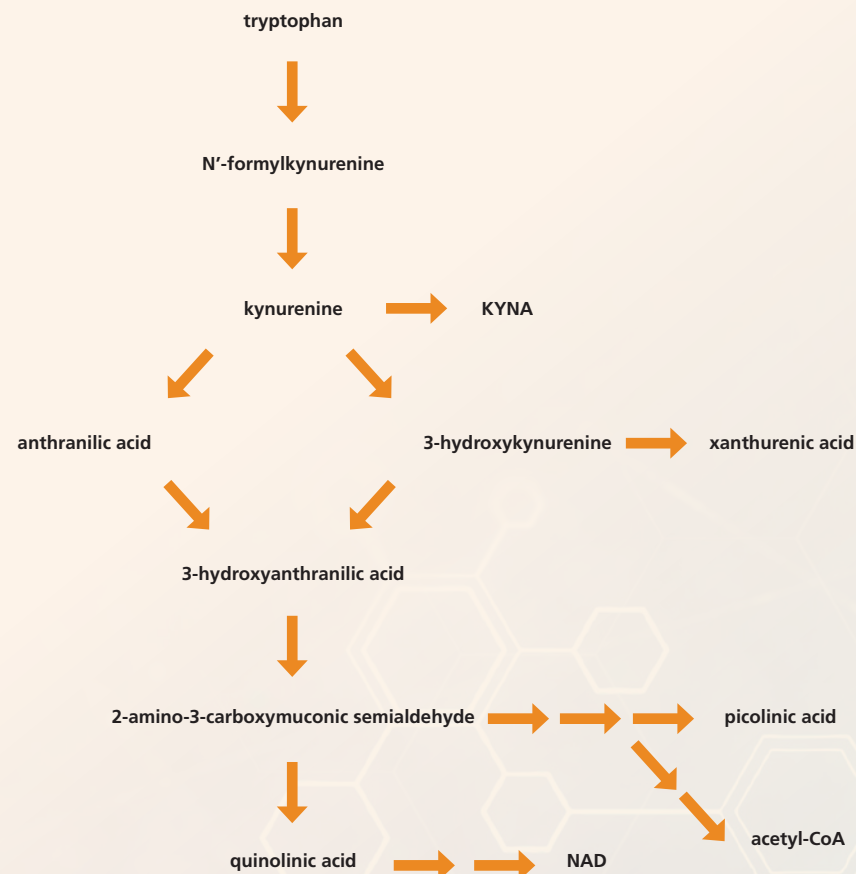 tryptophan
N′-formylkynurenine
kynurenine
KYNA
anthranilic acid
3-hydroxykynurenine
xanthurenic acid
3-hydroxyanthranilic acid
2-amino-3-carboxymuconic semialdehyde
picolinic acid
acetyl-CoA
quinolinic acid
NAD